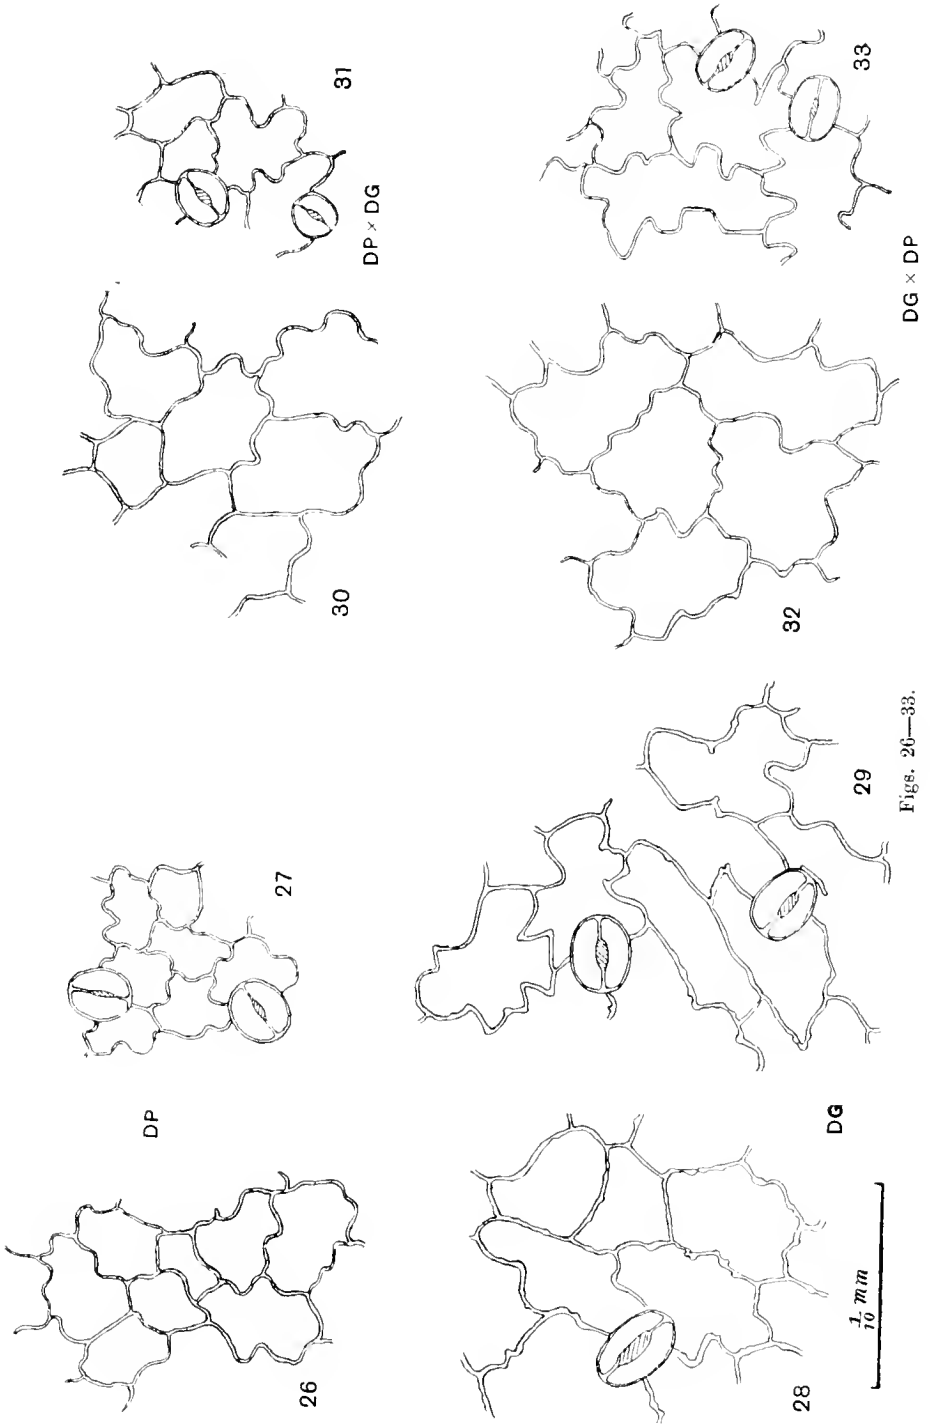 26
DP
27
30
31
DP × DG
28
1/10 mm
DG
29
32
33
DG × DP
Figs. 26—33.